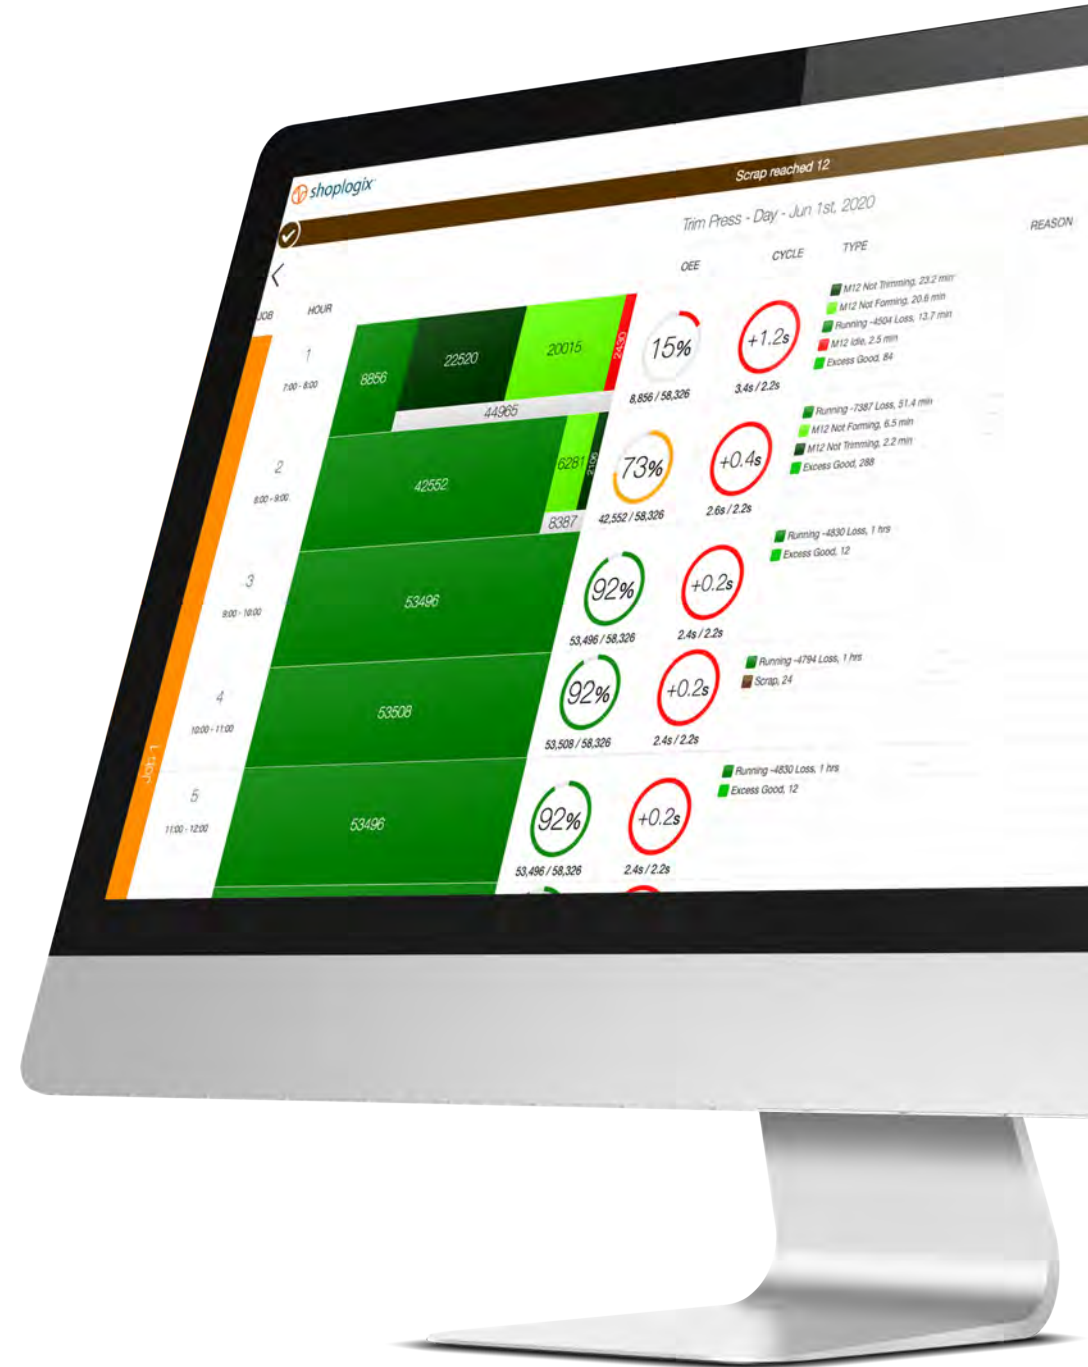 shoplogix
Scrap reached 12
Trim Press - Day - Jun 1st, 2020
JOB HOUR OEE CYCLE TYPE REASON
1
7:00 - 8:00
8856 22520 20015 2430
44965
15%
8,856 / 58,326
+1.2s
3.4s / 2.2s
M12 Not Trimming, 23.2 min
M12 Not Forming, 20.6 min
Running -4504 Loss, 13.7 min
M12 Idle, 2.5 min
Excess Good, 84
2
8:00 - 9:00
42552 6281 2106
8387
73%
42,552 / 58,326
+0.4s
2.6s / 2.2s
Running -7387 Loss, 51.4 min
M12 Not Forming, 6.5 min
M12 Not Trimming, 2.2 min
Excess Good, 288
3
9:00 - 10:00
53496
92%
53,496 / 58,326
+0.2s
2.4s / 2.2s
Running -4830 Loss, 1 hrs
Excess Good, 12
4
10:00 - 11:00
53508
92%
53,508 / 58,326
+0.2s
2.4s / 2.2s
Running -4794 Loss, 1 hrs
Scrap, 24
Job 1
5
11:00 - 12:00
53496
92%
53,496 / 58,326
+0.2s
2.4s / 2.2s
Running -4830 Loss, 1 hrs
Excess Good, 12